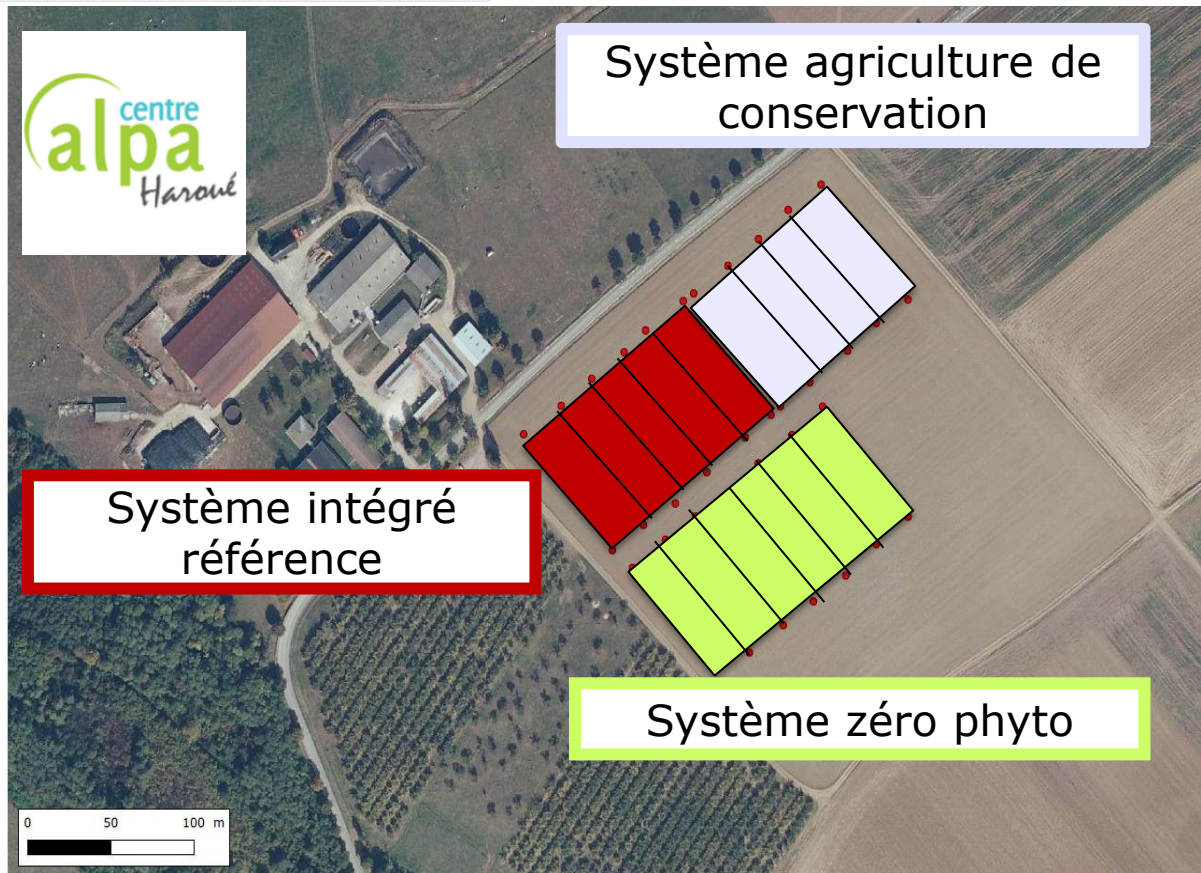 centre
alpa
Haroué
Système agriculture de
conservation
Système intégré
référence
Système zéro phyto
0 50 100 m